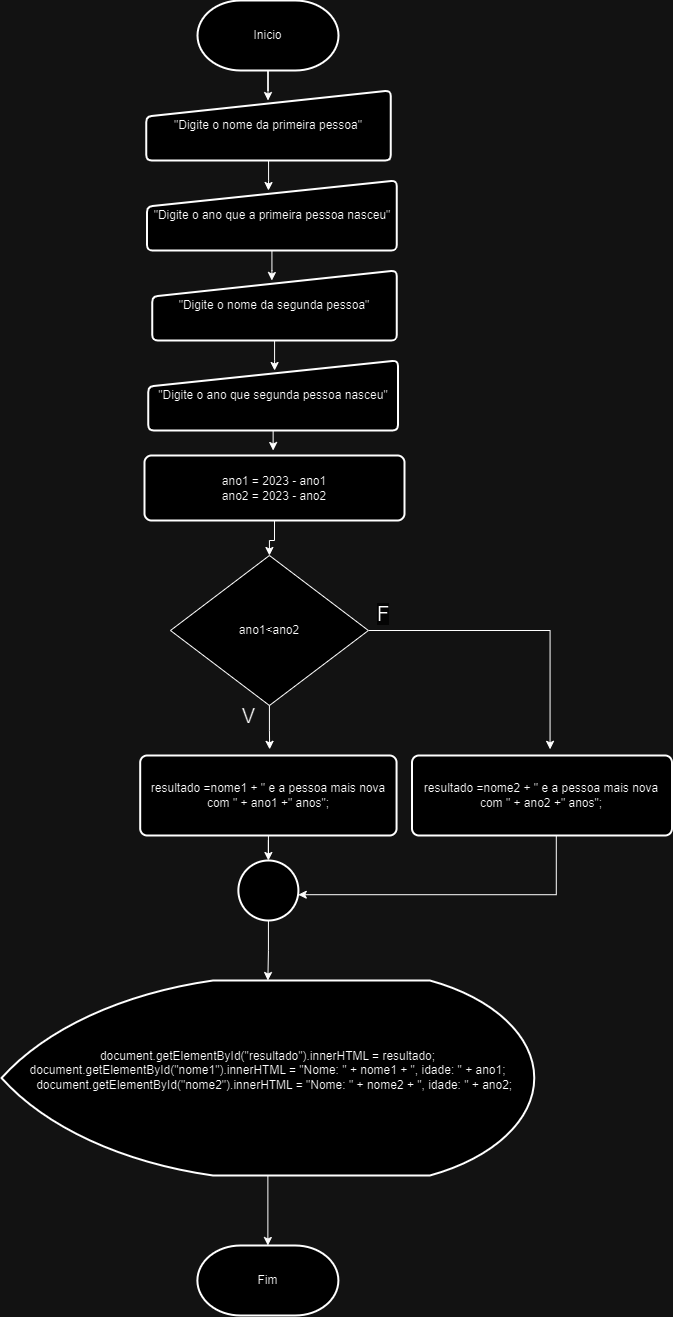 Inicio
"Digite o nome da primeira pessoa"
"Digite o ano que a primeira pessoa nasceu"
"Digite o nome da segunda pessoa"
"Digite o ano que segunda pessoa nasceu"
ano1 = 2023 - ano1
ano2 = 2023 - ano2
ano1<ano2
F
V
resultado =nome1 + " e a pessoa mais nova
com " + ano1 +" anos";
resultado =nome2 + " e a pessoa mais nova
com " + ano2 +" anos";
document.getElementById("resultado").innerHTML = resultado;
document.getElementById("nome1").innerHTML = "Nome: " + nome1 + ", idade: " + ano1;
document.getElementById("nome2").innerHTML = "Nome: " + nome2 + ", idade: " + ano2;
Fim